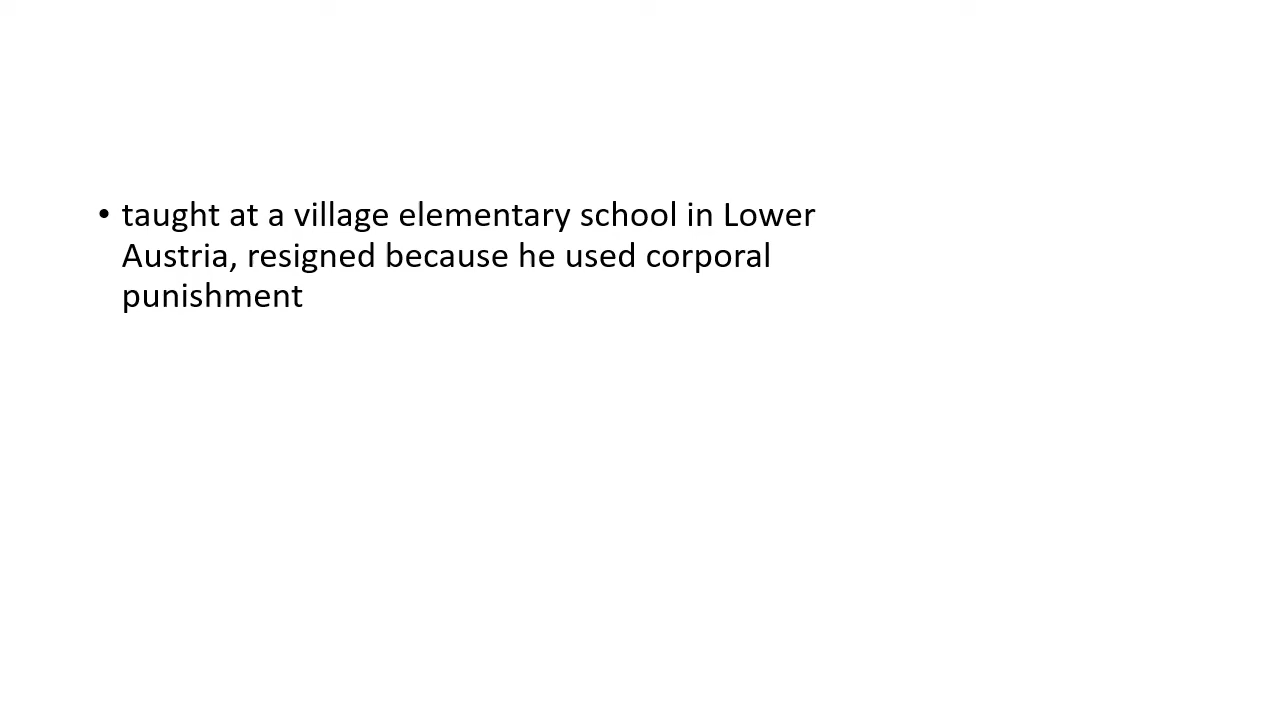 • taught at a village elementary school in Lower
Austria, resigned because he used corporal
punishment